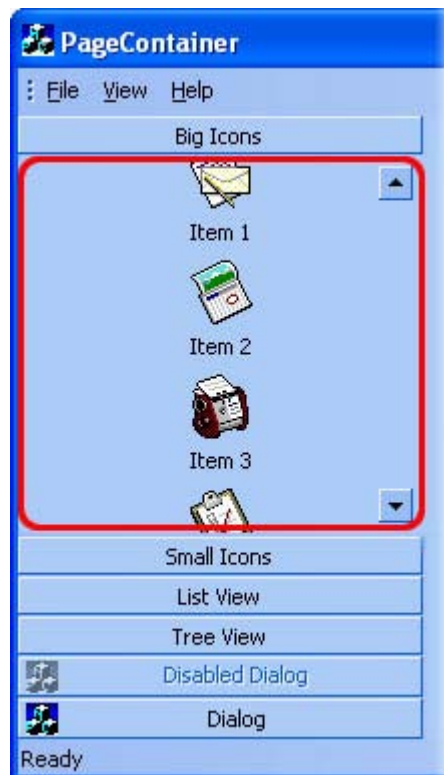 PageContainer
File View Help
Big Icons
Item 1
Item 2
Item 3
Small Icons
List View
Tree View
Disabled Dialog
Dialog
Ready